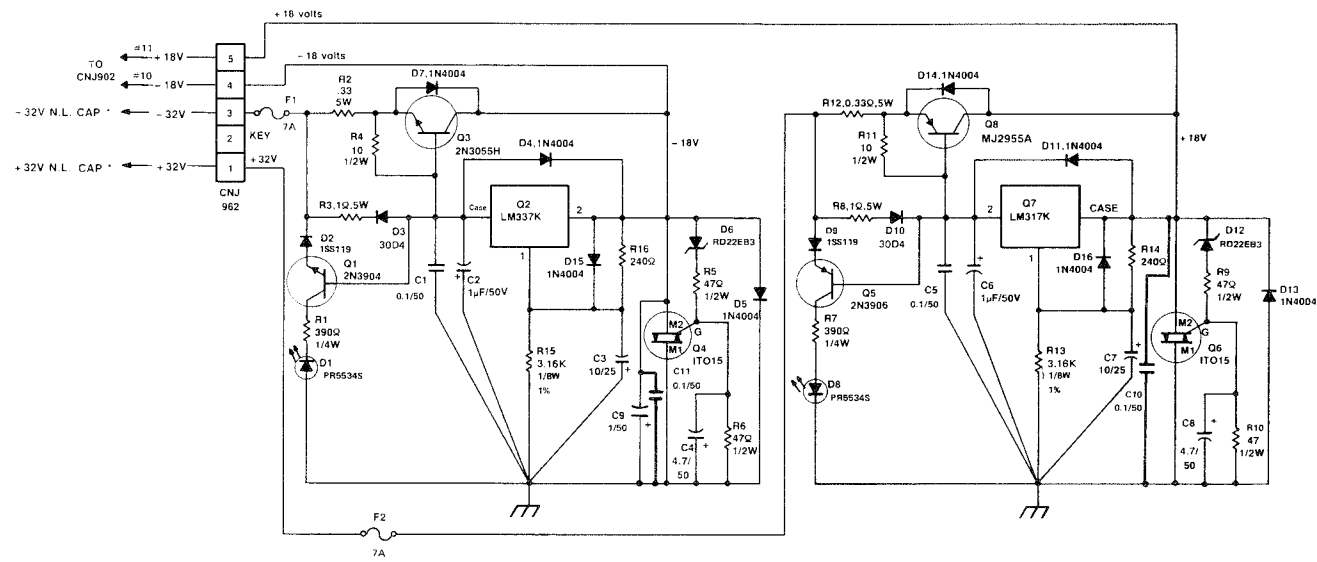 +18 volts
-18 volts
#11
+18V
TO
CNJ902
#10
-18V
-32V N.L. CAP *
-32V
+32V N.L. CAP *
+32V
5
4
3
2
1
KEY
+32V
CNJ
962
F1
7A
R2
.33
5W
D7,1N4004
R4
10
1/2W
Q3
2N3055H
D4,1N4004
-18V
R3,1Ω,5W
D3
30D4
Case
Q2
LM337K
2
1
D2
1SS119
Q1
2N3904
R1
390Ω
1/4W
D1
PR5534S
C1
0.1/50
C2
1μF/50V
D15
1N4004
R16
240Ω
D6
RD22EB3
R5
47Ω
1/2W
D5
1N4004
M2
G
M1
Q4
ITO15
R15
3.16K
1/8W
1%
C3
10/25
C11
0.1/50
C9
1/50
C4
4.7/
50
R6
47Ω
1/2W
F2
7A
R12,0.33Ω,5W
D14,1N4004
R11
10
1/2W
Q8
MJ2955A
D11,1N4004
+18V
R8,1Ω,5W
D10
30D4
2
Q7
LM317K
CASE
1
D9
1SS119
Q5
2N3906
R7
390Ω
1/4W
D8
PR5534S
C5
0.1/50
C6
1μF/50V
D16
1N4004
R14
240Ω
D12
RD22EB3
R9
47Ω
1/2W
D13
1N4004
M2
G
M1
Q6
ITO15
R13
3.16K
1/8W
1%
C7
10/25
C10
0.1/50
C8
4.7/
50
R10
47
1/2W